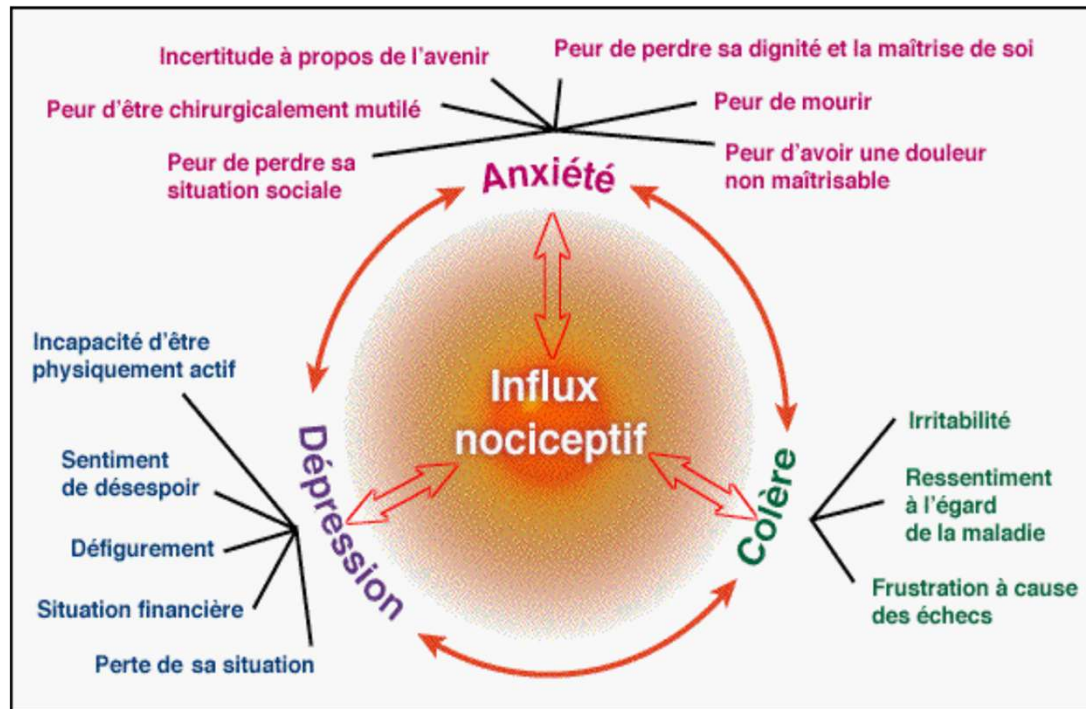 Incertitude à propos de l'avenir
Peur de perdre sa dignité et la maîtrise de soi
Peur d'être chirurgicalement mutilé
Peur de mourir
Peur de perdre sa
situation sociale
Peur d'avoir une douleur
non maîtrisable
Anxiété
Influx
nociceptif
Dépression
Colère
Incapacité d'être
physiquement actif
Sentiment
de désespoir
Défigurement
Situation financière
Perte de sa situation
Irritabilité
Ressentiment
à l'égard
de la maladie
Frustration à cause
des échecs